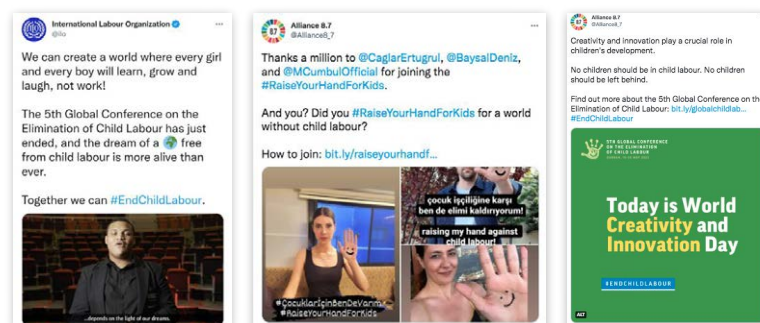 International Labour Organization
@ilo
We can create a world where every girl
and every boy will learn, grow and
laugh, not work!
The 5th Global Conference on the
Elimination of Child Labour has just
ended, and the dream of a free
from child labour is more alive than
ever.
Together we can #EndChildLabour.
...depends on the light of our dreams.
Alliance 8.7
@Alliance8_7
Thanks a million to @CaglarErtugrul, @BaysalDeniz,
and @MCumbulOfficial for joining the
#RaiseYourHandForKids.
And you? Did you #RaiseYourHandForKids for a world
without child labour?
How to join: bit.ly/raiseyourhandf...
#ÇocuklarİçinBenDeVarım
#RaiseYourHandForKids
çocuk işçiliğine karşı
ben de elimi kaldırıyorum!
raising my hand against
child labour!
Alliance 8.7
@Alliance8_7
Creativity and innovation play a crucial role in
children's development.
No children should be in child labour. No children
should be left behind.
Find out more about the 5th Global Conference on the
Elimination of Child Labour: bit.ly/globalchildlab...
#EndChildLabour
5TH GLOBAL CONFERENCE
ON THE ELIMINATION
OF CHILD LABOUR
Today is World
Creativity and
Innovation Day
#ENDCHILDLABOUR
ALT